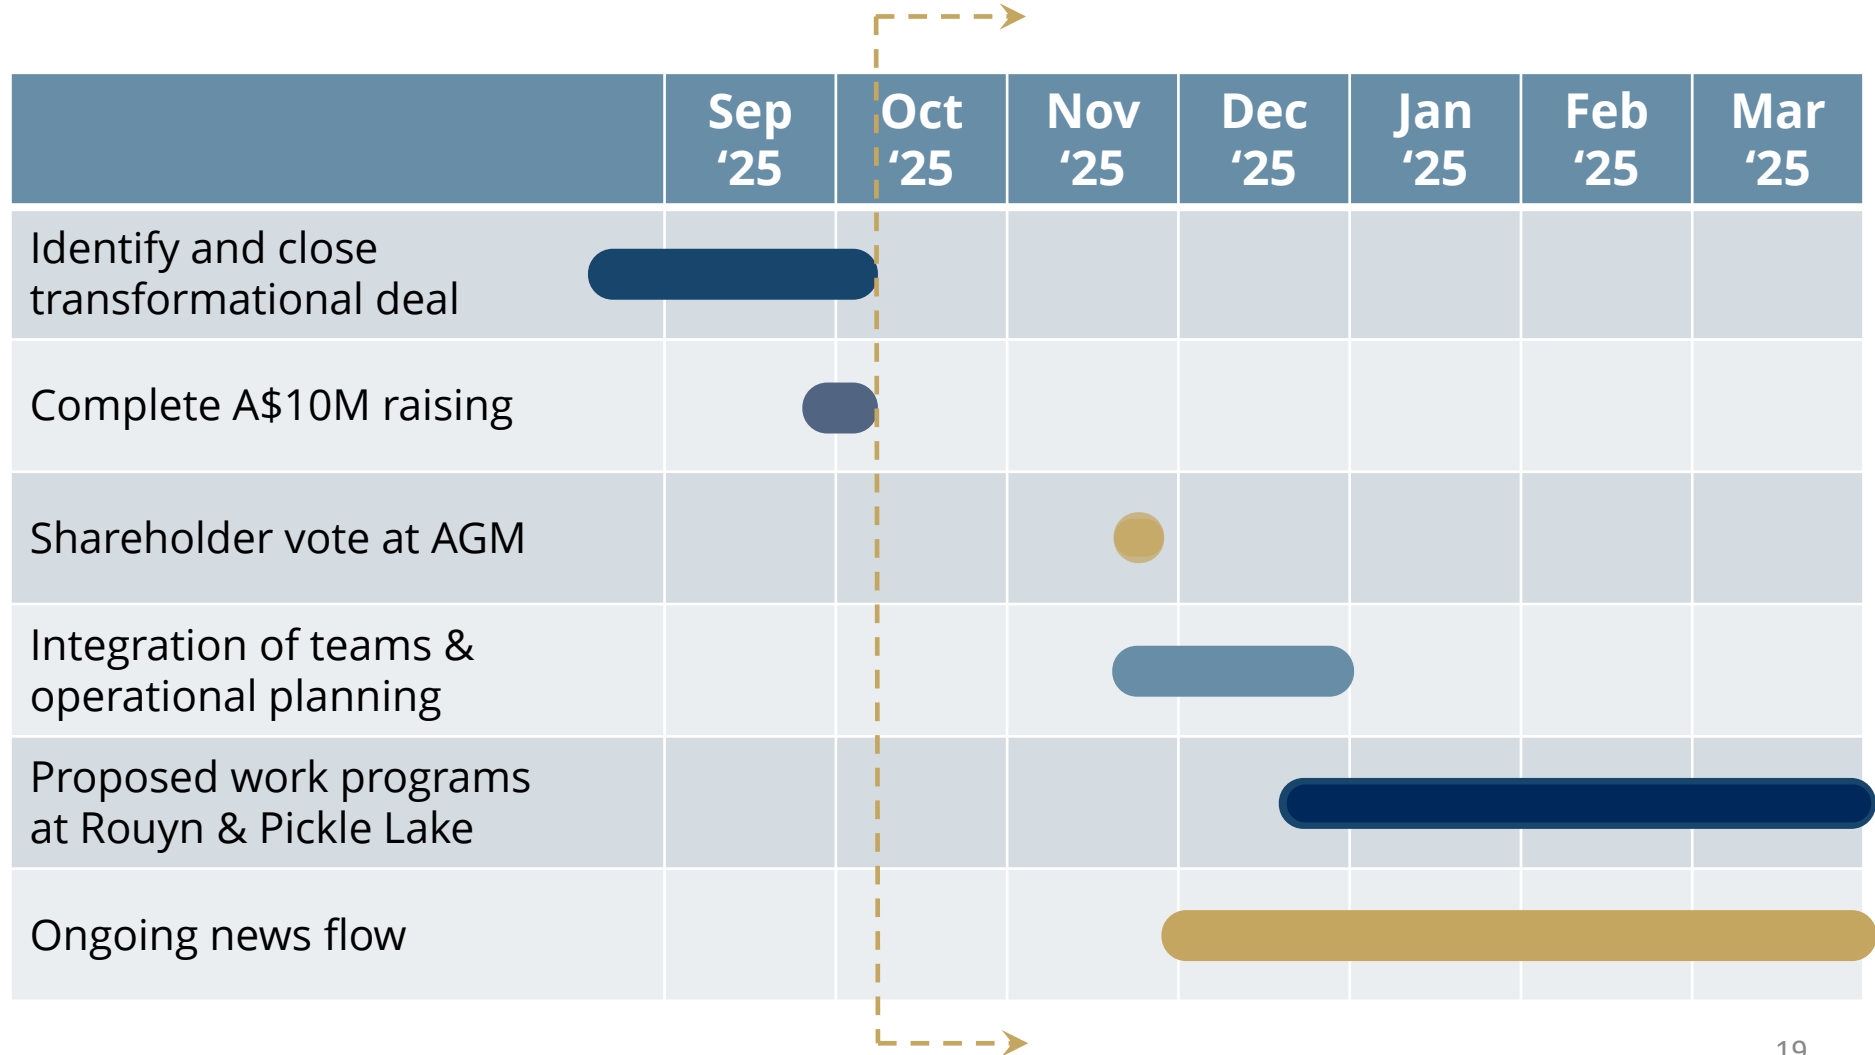 Sep Oct Nov Dec Jan Feb Mar
‘25 ‘25 ‘25 ‘25 ‘25 ‘25 ‘25
Identify and close
transformational deal
Complete A$10M raising
Shareholder vote at AGM
Integration of teams &
operational planning
Proposed work programs
at Rouyn & Pickle Lake
Ongoing news flow
19